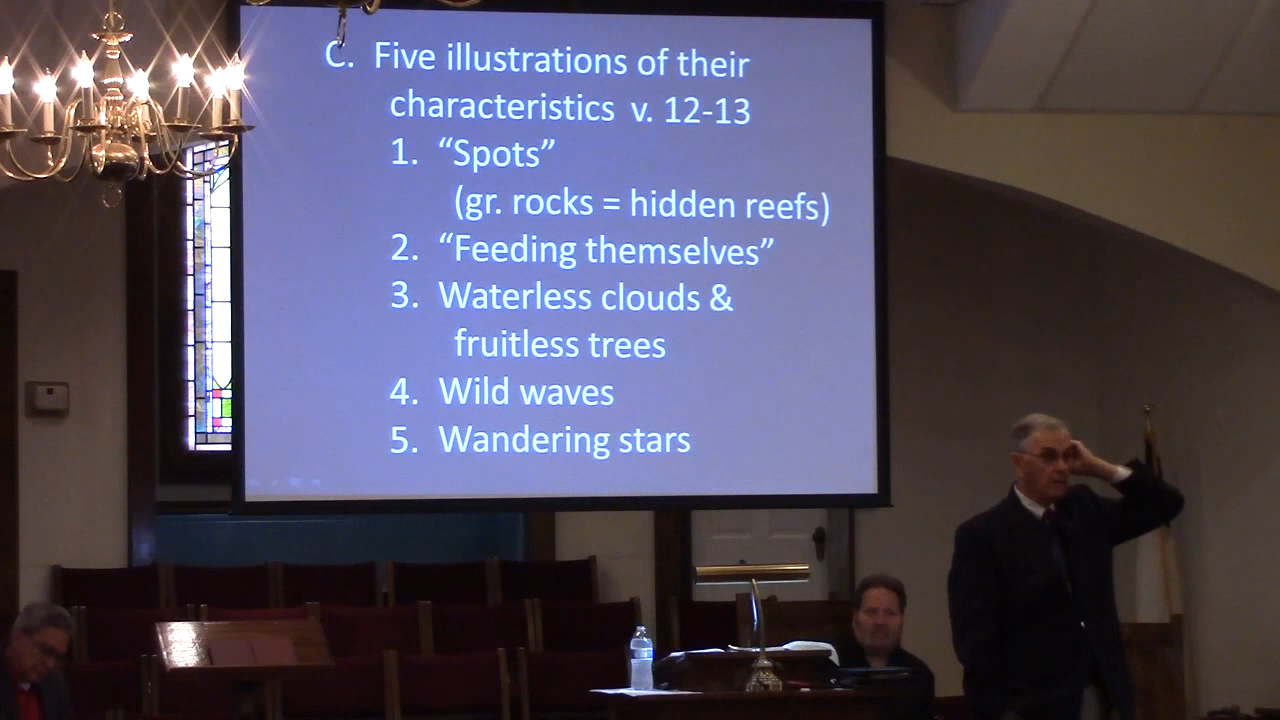 C. Five illustrations of their
characteristics v. 12-13
1. “Spots”
(gr. rocks = hidden reefs)
2. “Feeding themselves”
3. Waterless clouds &
fruitless trees
4. Wild waves
5. Wandering stars